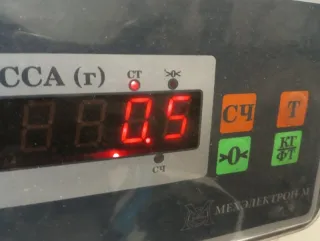 ССА (г)
СТ >0<
0.5
СЧ Т
СЧ
>0< КГ
ФТ
МЕХЭЛЕКТРОН-М